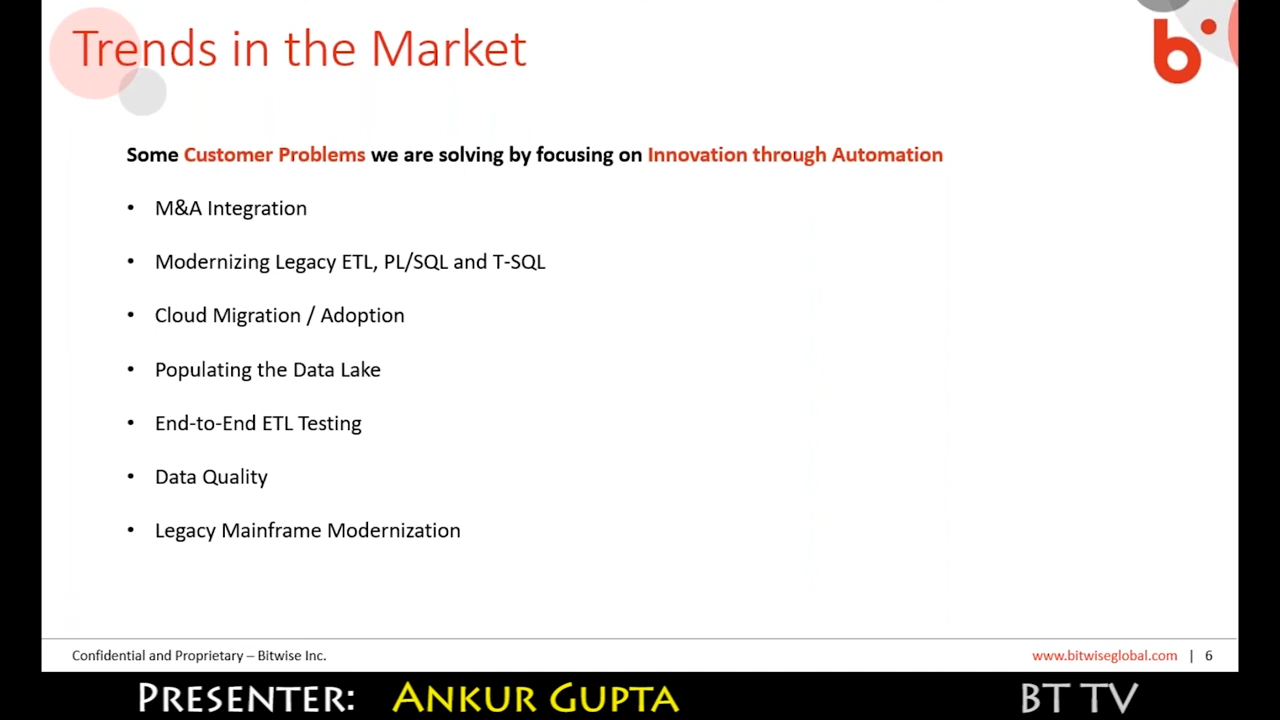 Trends in the Market
b
Some Customer Problems we are solving by focusing on Innovation through Automation
• M&A Integration
• Modernizing Legacy ETL, PL/SQL and T-SQL
• Cloud Migration / Adoption
• Populating the Data Lake
• End-to-End ETL Testing
• Data Quality
• Legacy Mainframe Modernization
Confidential and Proprietary – Bitwise Inc.
www.bitwiseglobal.com | 6
PRESENTER: ANKUR GUPTA
BT TV